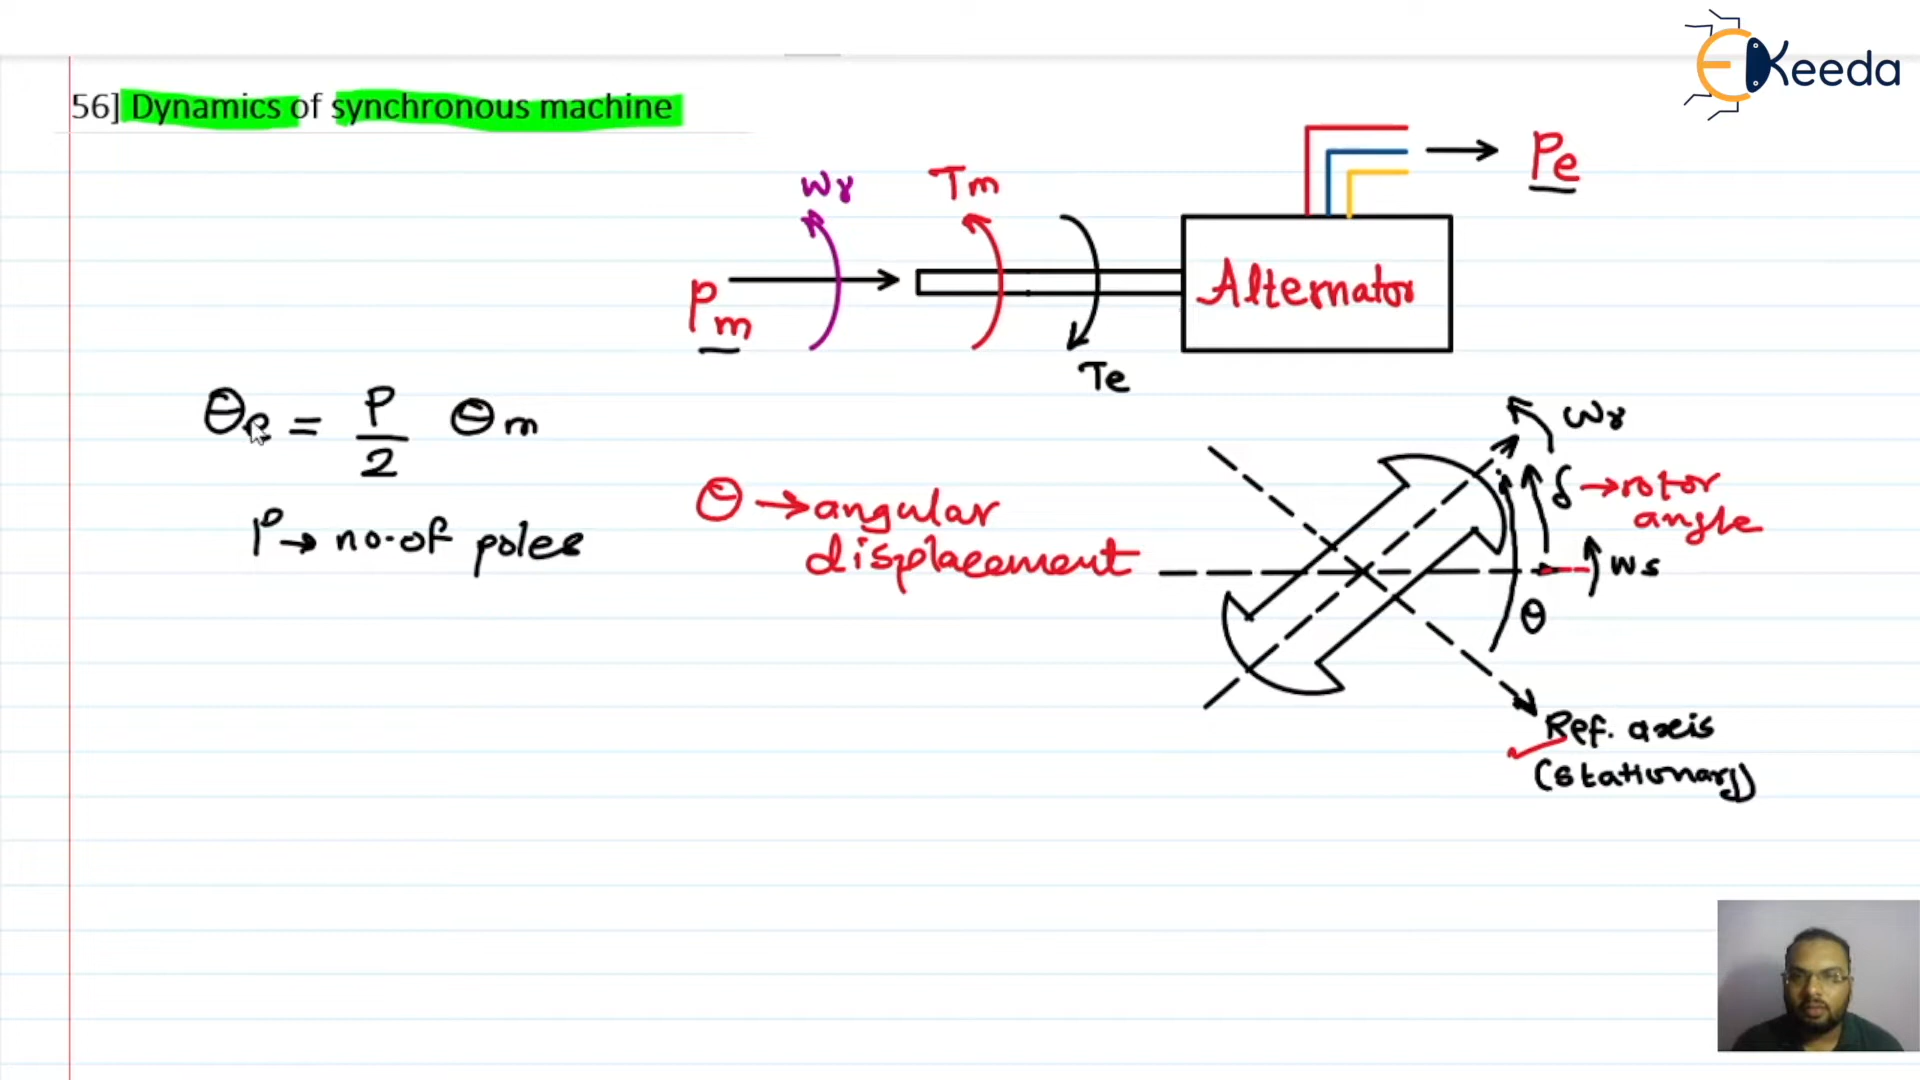 EKeeda
56] Dynamics of synchronous machine
Pe
ωr
Tm
Pm
Alternator
Te
θe = P/2 θm
P → no. of poles
θ → angular
displacement
ωr
δ → rotor
angle
ωs
θ
Ref. axis
(stationary)